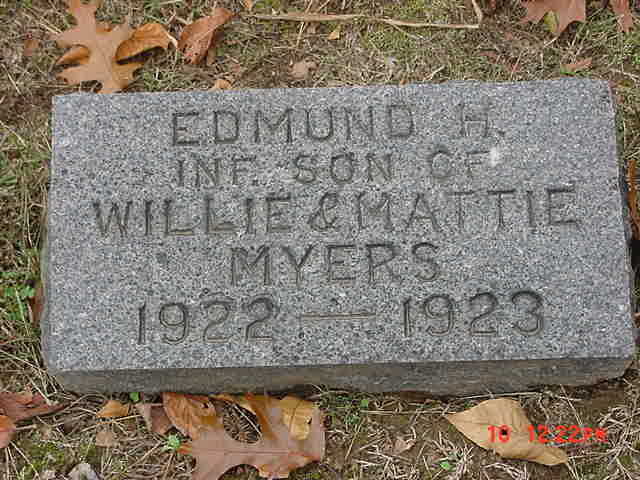 EDMUND H.
INF. SON OF
WILLIE & MATTIE
MYERS
1922 — 1923
10 12:22PM